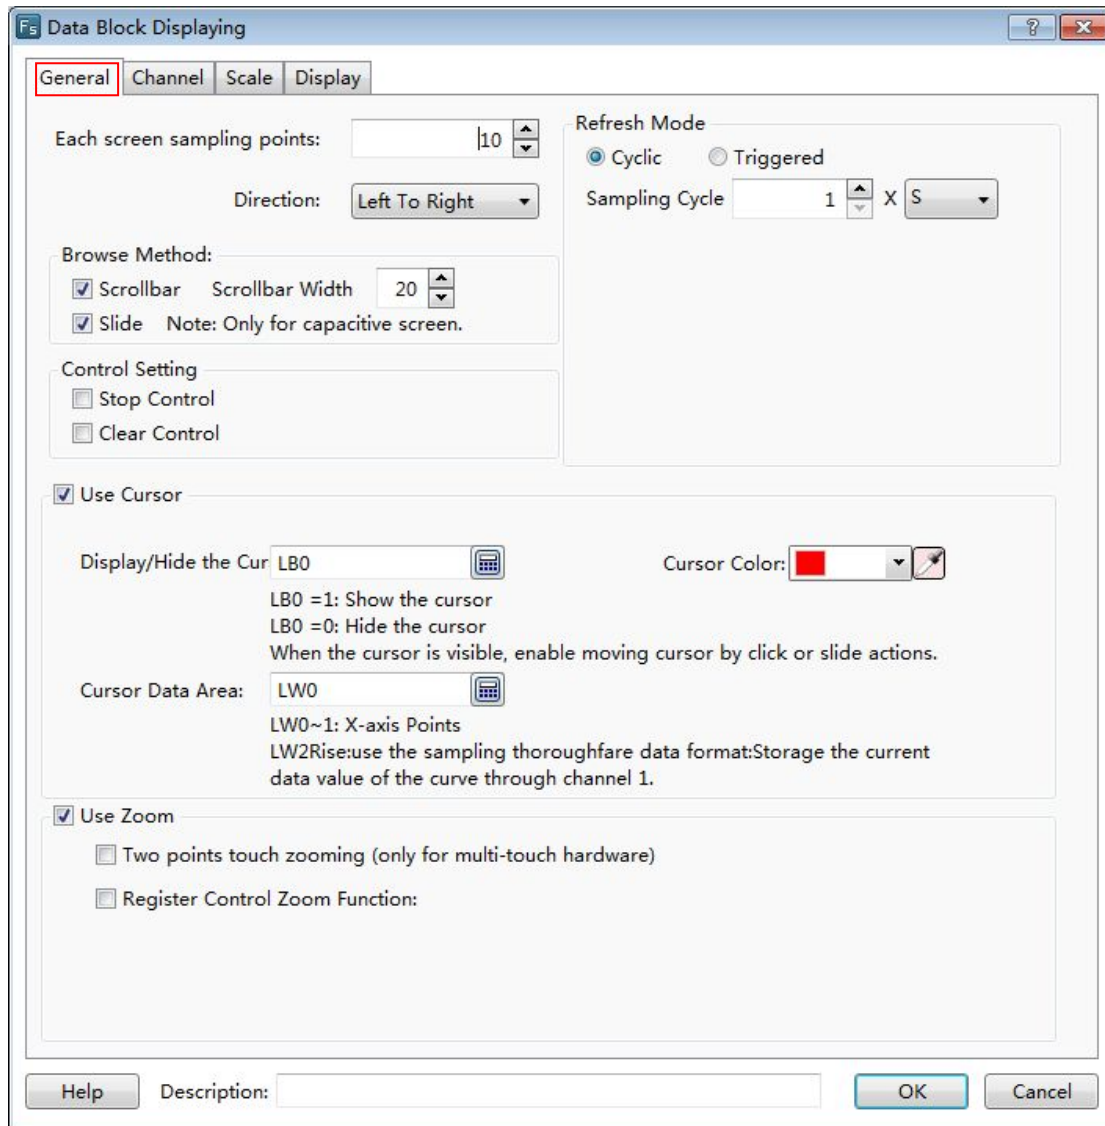 Fs Data Block Displaying
General Channel Scale Display
Each screen sampling points: 10
Direction: Left To Right
Refresh Mode
Cyclic Triggered
Sampling Cycle 1 X S
Browse Method:
Scrollbar Scrollbar Width 20
Slide Note: Only for capacitive screen.
Control Setting
Stop Control
Clear Control
Use Cursor
Display/Hide the Cur LB0 Cursor Color:
LB0 =1: Show the cursor
LB0 =0: Hide the cursor
When the cursor is visible, enable moving cursor by click or slide actions.
Cursor Data Area: LW0
LW0~1: X-axis Points
LW2Rise:use the sampling thoroughfare data format:Storage the current
data value of the curve through channel 1.
Use Zoom
Two points touch zooming (only for multi-touch hardware)
Register Control Zoom Function:
Help Description: OK Cancel